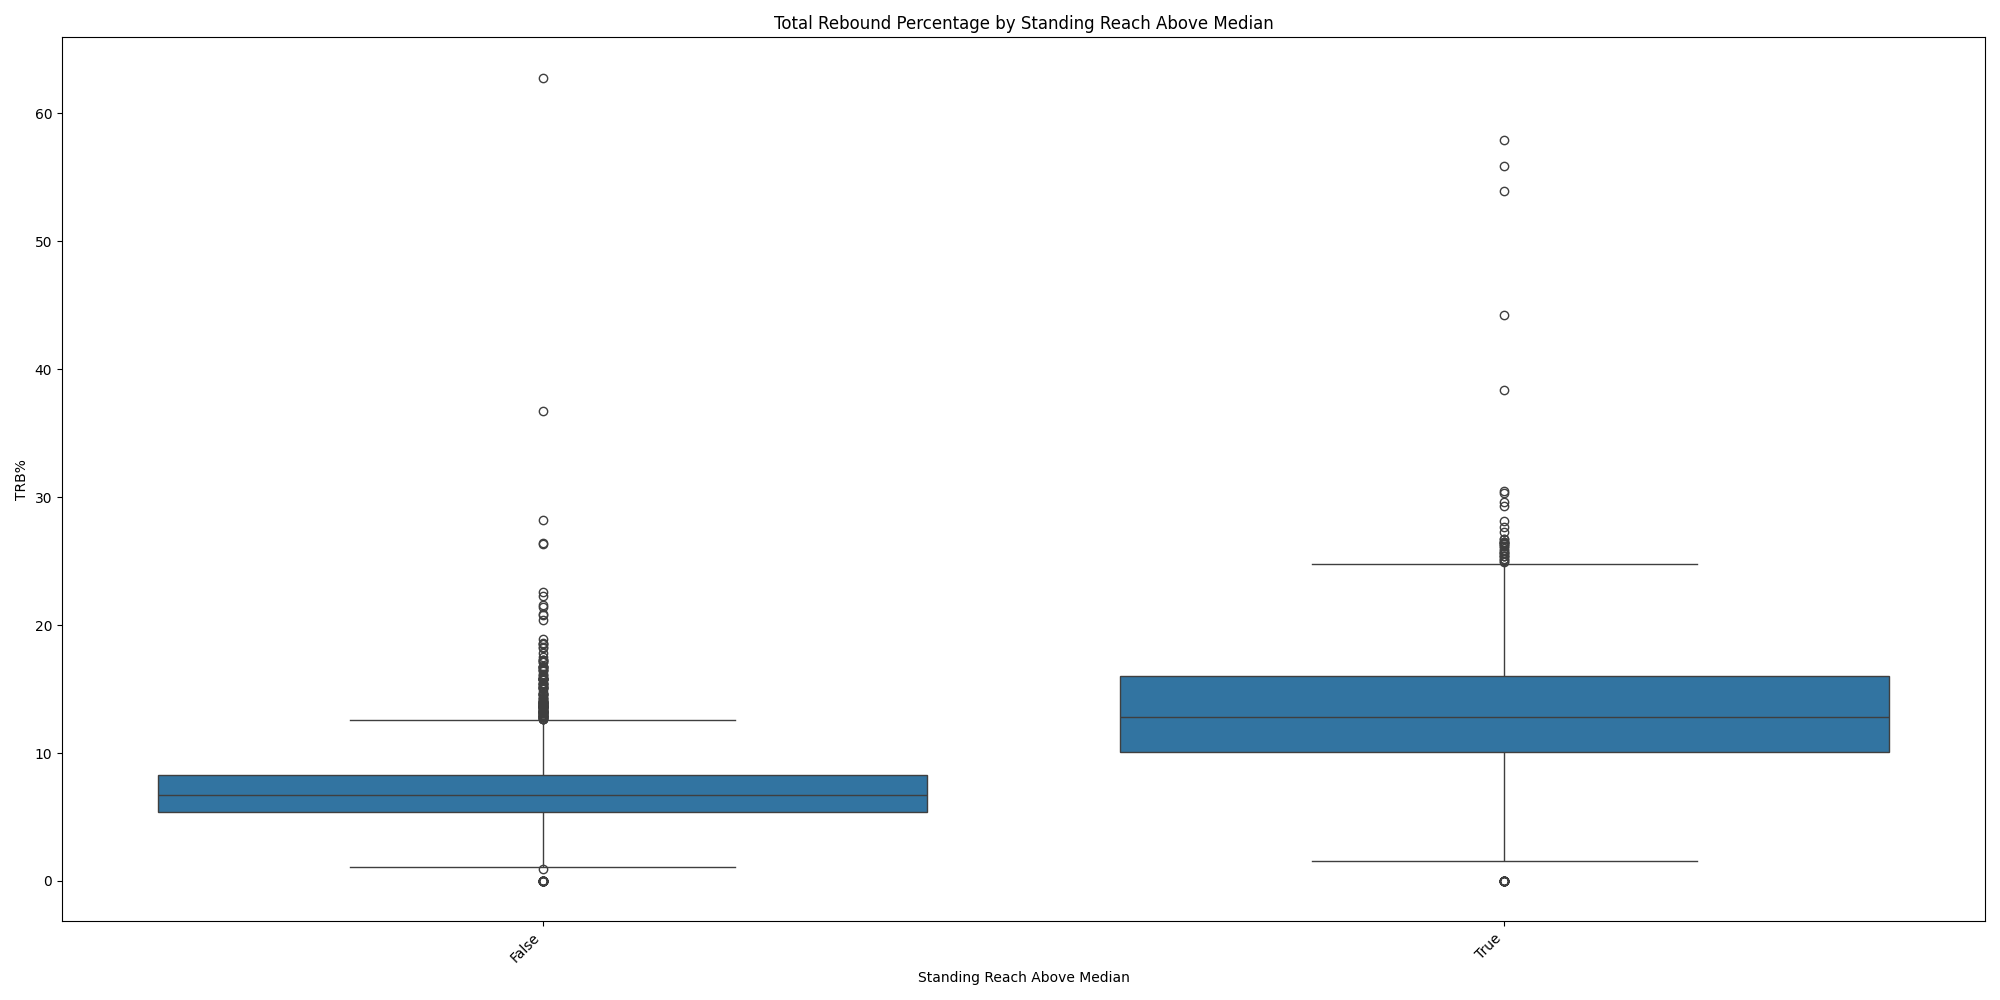 Total Rebound Percentage by Standing Reach Above Median
60
50
40
30
20
10
0
TRB%
False
True
Standing Reach Above Median